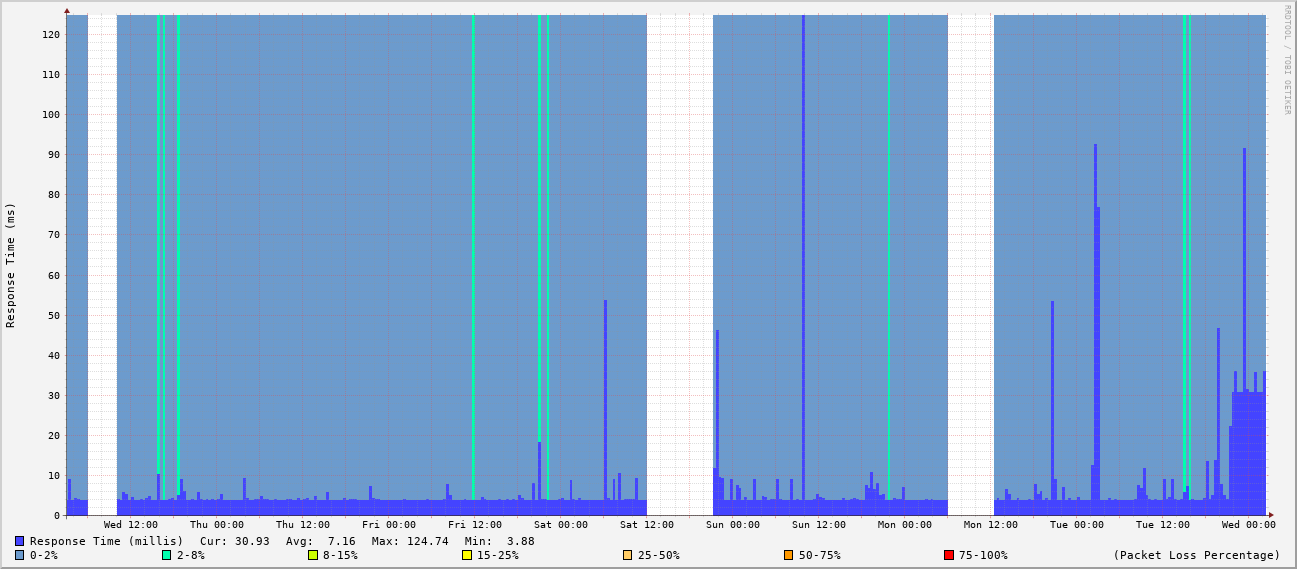 RRDTOOL / TOBI OETIKER
Response Time (ms)
120
110
100
90
80
70
60
50
40
30
20
10
0
Wed 12:00 Thu 00:00 Thu 12:00 Fri 00:00 Fri 12:00 Sat 00:00 Sat 12:00 Sun 00:00 Sun 12:00 Mon 00:00 Mon 12:00 Tue 00:00 Tue 12:00 Wed 00:00
Response Time (millis) Cur: 30.93 Avg: 7.16 Max: 124.74 Min: 3.88
0-2% 2-8% 8-15% 15-25% 25-50% 50-75% 75-100% (Packet Loss Percentage)